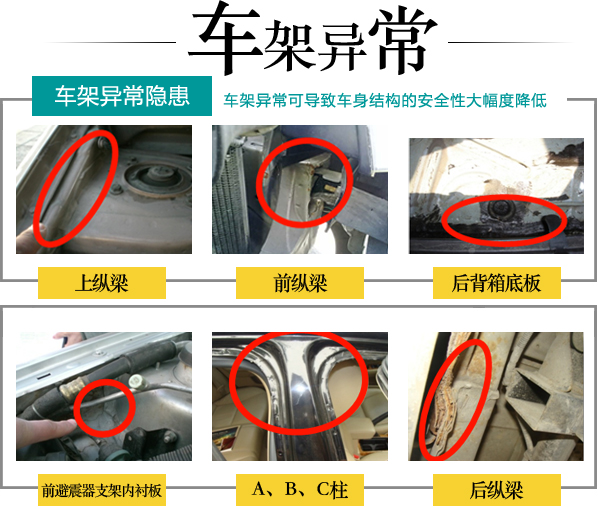 车架异常
车架异常隐患
车架异常可导致车身结构的安全性大幅度降低
上纵梁
前纵梁
后背箱底板
前避震器支架内衬板
A、B、C柱
后纵梁